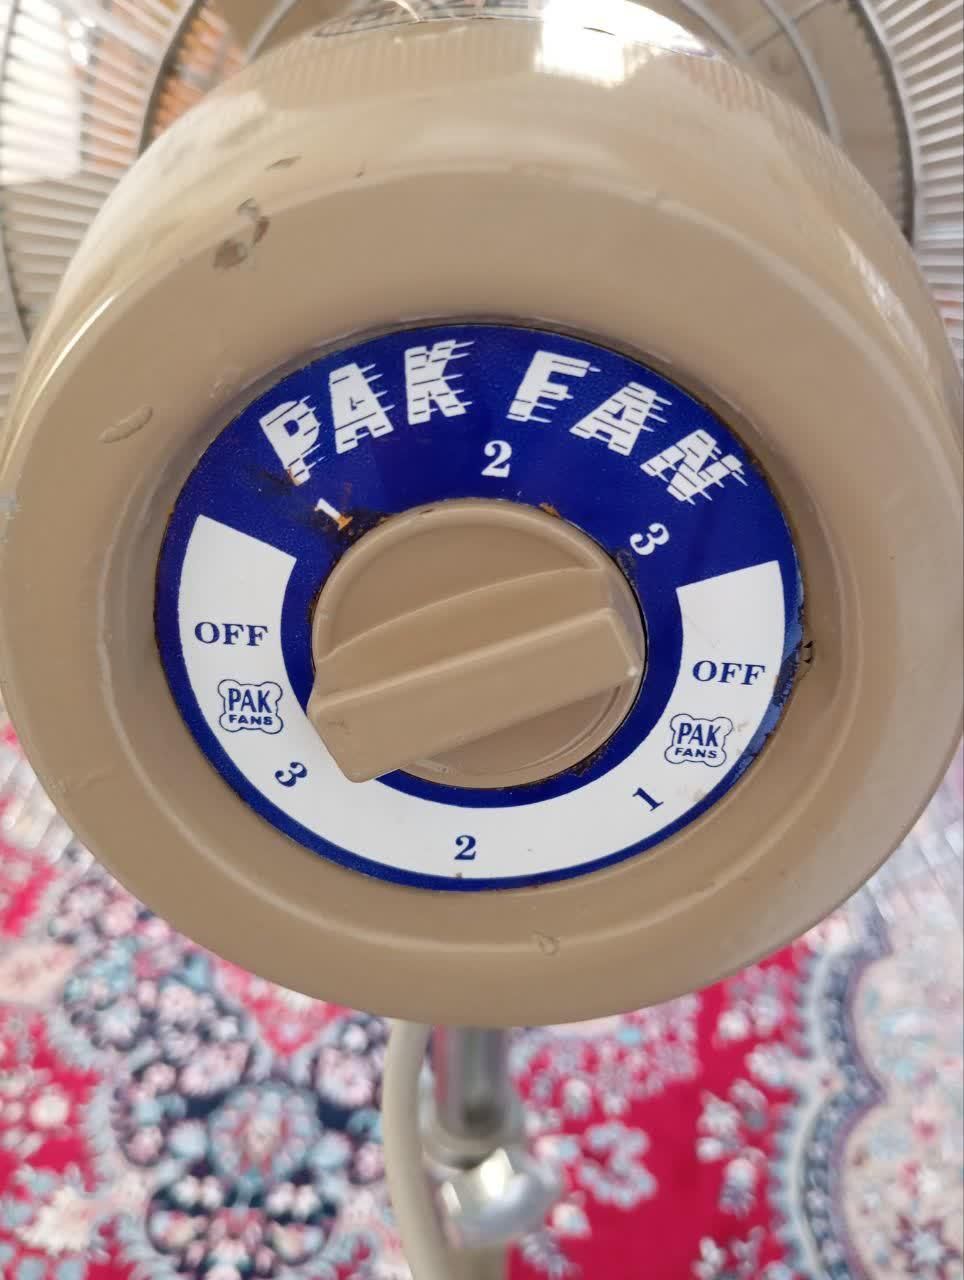 PAK FAN
1 2 3
OFF
OFF
PAK
FANS
PAK
FANS
3 2 1